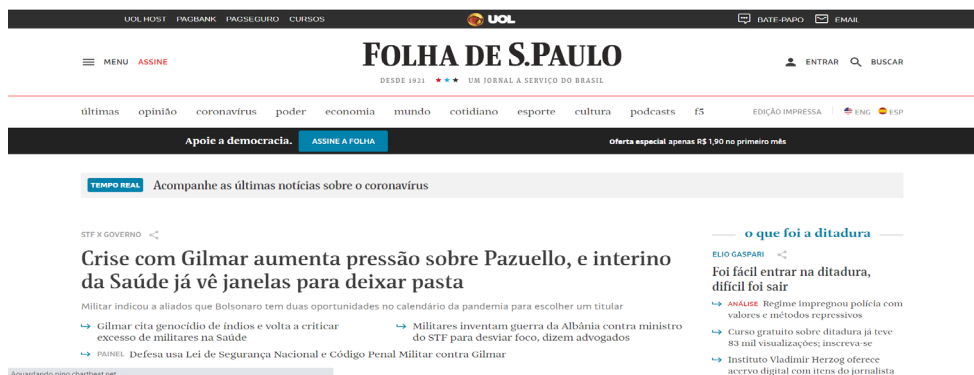 UOL HOST PAGBANK PAGSEGURO CURSOS UOL BATE-PAPO EMAIL
MENU ASSINE FOLHA DE S.PAULO ENTRAR BUSCAR
DESDE 1921 ★★★ UM JORNAL A SERVIÇO DO BRASIL
últimas opinião coronavírus poder economia mundo cotidiano esporte cultura podcasts f5 EDIÇÃO IMPRESSA ENG ESP
Apoie a democracia. ASSINE A FOLHA Oferta especial apenas R$ 1,90 no primeiro mês
TEMPO REAL Acompanhe as últimas notícias sobre o coronavírus
STF X GOVERNO
Crise com Gilmar aumenta pressão sobre Pazuello, e interino
da Saúde já vê janelas para deixar pasta
Militar indicou a aliados que Bolsonaro tem duas oportunidades no calendário da pandemia para escolher um titular
Gilmar cita genocídio de índios e volta a criticar
excesso de militares na Saúde
Militares inventam guerra da Albânia contra ministro
do STF para desviar foco, dizem advogados
PAINEL Defesa usa Lei de Segurança Nacional e Código Penal Militar contra Gilmar
o que foi a ditadura
ELIO GASPARI
Foi fácil entrar na ditadura,
difícil foi sair
ANÁLISE Regime impregnou polícia com
valores e métodos repressivos
Curso gratuito sobre ditadura já teve
83 mil visualizações; inscreva-se
Instituto Vladimir Herzog oferece
acervo digital com itens do jornalista
Aguardando ping.chartbeat.net